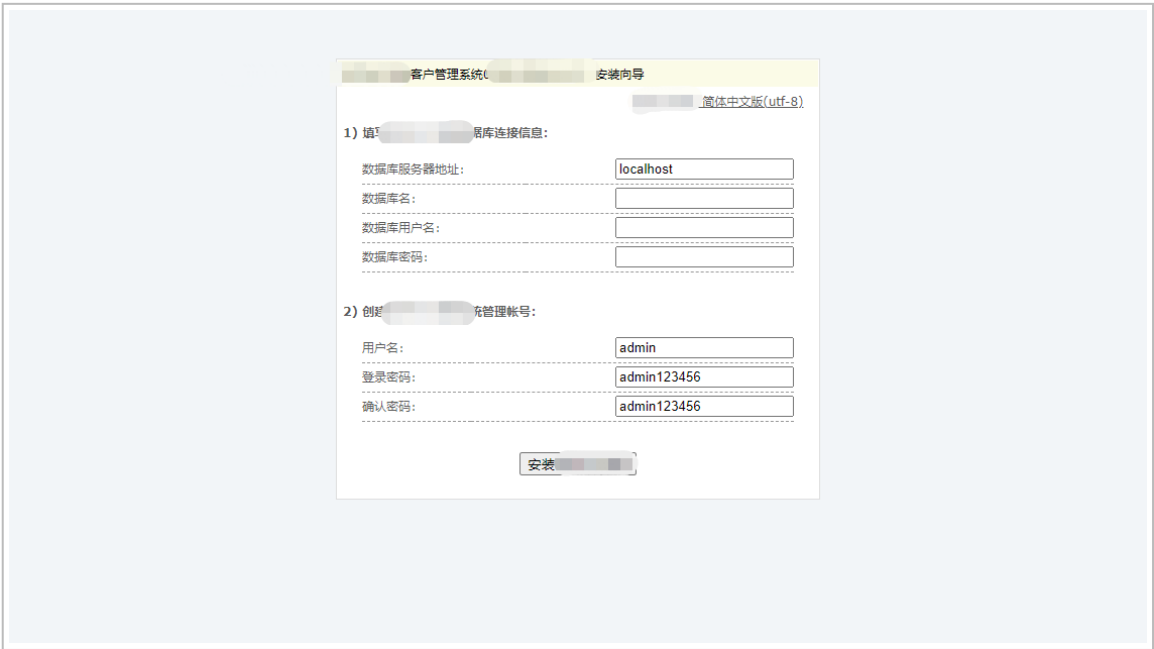 客户管理系统 安装向导
简体中文版(utf-8)
1) 填 据库连接信息:
数据库服务器地址: localhost
数据库名:
数据库用户名:
数据库密码:
2) 创建 统管理帐号:
用户名: admin
登录密码: admin123456
确认密码: admin123456
安装